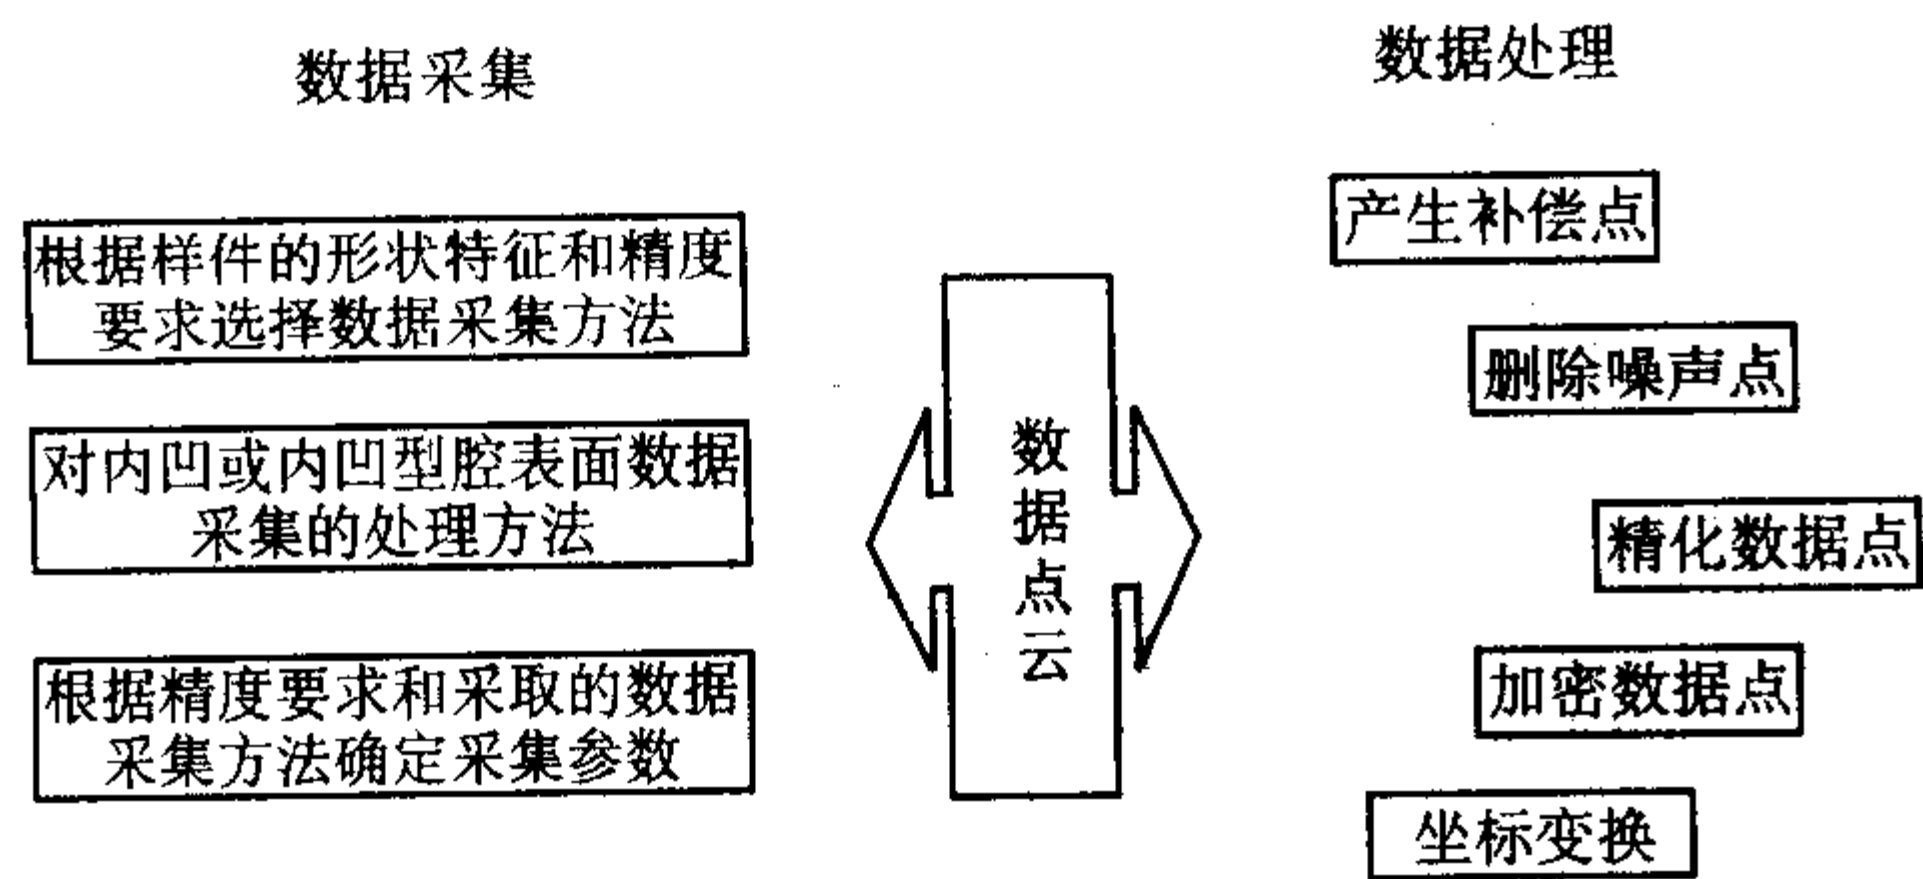 数据采集
根据样件的形状特征和精度
要求选择数据采集方法
对内凹或内凹型腔表面数据
采集的处理方法
根据精度要求和采取的数据
采集方法确定采集参数
数据点云
数据处理
产生补偿点
删除噪声点
精化数据点
加密数据点
坐标变换